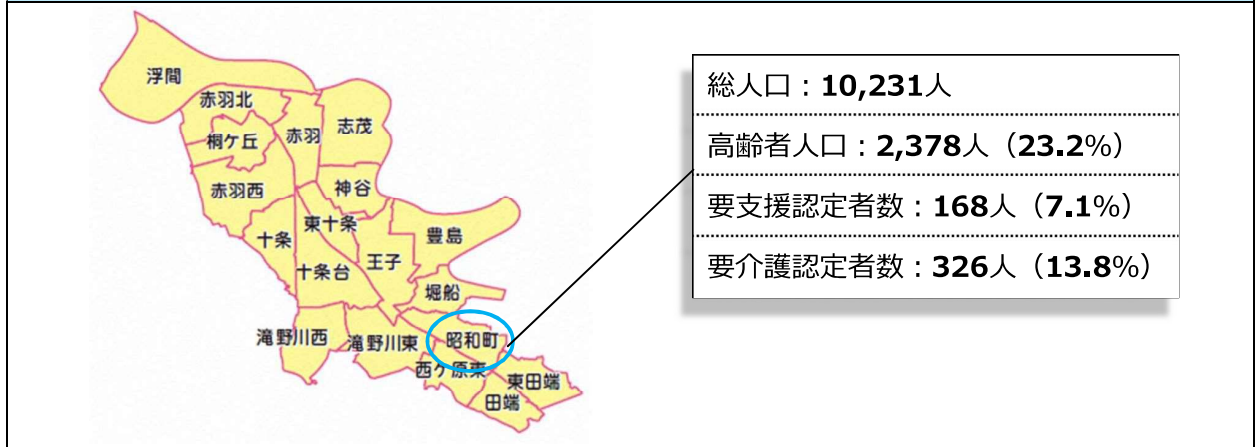 浮間
赤羽北
桐ケ丘
赤羽
志茂
赤羽西
神谷
東十条
十条
豊島
十条台
王子
堀船
滝野川西
滝野川東
昭和町
西ケ原東
東田端
田端
総人口：10,231人
高齢者人口：2,378人（23.2%）
要支援認定者数：168人（7.1%）
要介護認定者数：326人（13.8%）